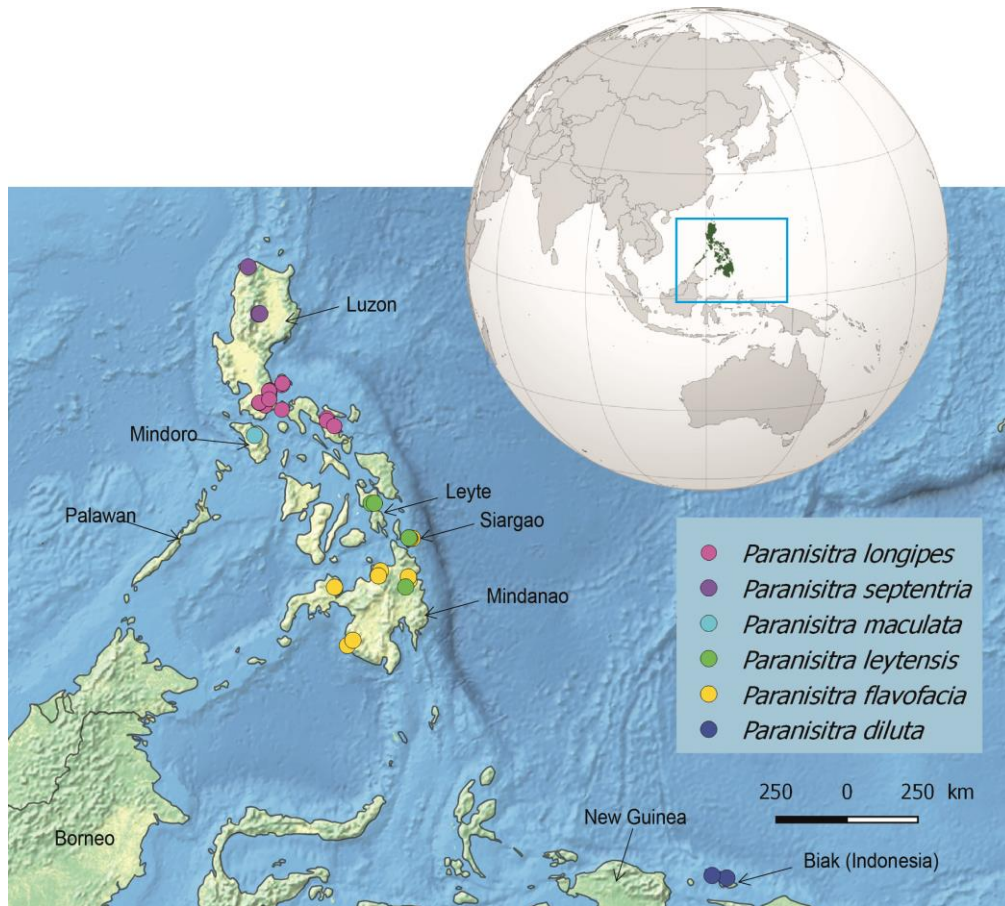 Luzon
Mindoro
Leyte
Palawan
Siargao
Mindanao
Paranisitra longipes
Paranisitra septentria
Paranisitra maculata
Paranisitra leytensis
Paranisitra flavofacia
Paranisitra diluta
250 0 250 km
New Guinea
Borneo
Biak (Indonesia)